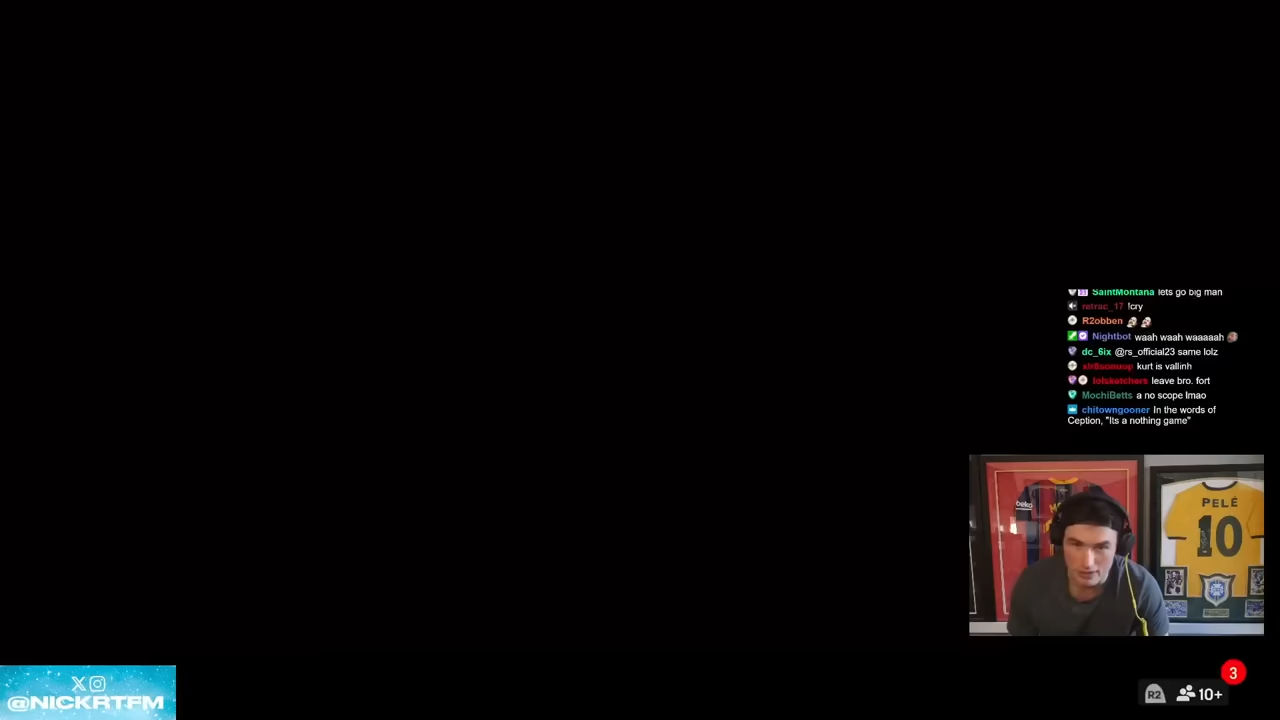 SaintMontana lets go big man
retrac_17 !cry
R2obben
Nightbot waah waah waaaaah
dc_6ix @rs_official23 same lolz
kurt is vallinh
lolsketchers leave bro. fort
MochiBetts a no scope lmao
chitowngooner In the words of
Ception, "Its a nothing game"
beko
PELÉ
10
3
R2 10+
@NICKRTFM